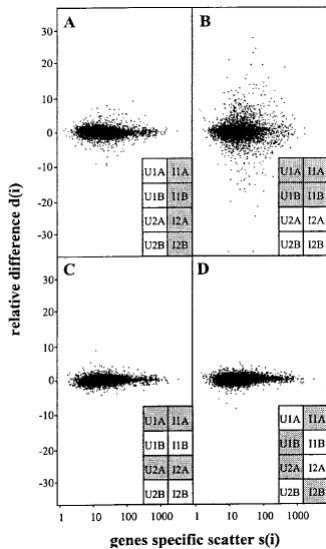 A
B
30
20
10
0
-10
-20
-30
U1A I1A
U1B I1B
U2A I2A
U2B I2B
U1A I1A
U1B I1B
U2A I2A
U2B I2B
relative difference d(i)
C
D
30
20
10
0
-10
-20
-30
U1A I1A
U1B I1B
U2A I2A
U2B I2B
U1A I1A
U1B I1B
U2A I2A
U2B I2B
1 10 100 1000 1 10 100 1000
genes specific scatter s(i)